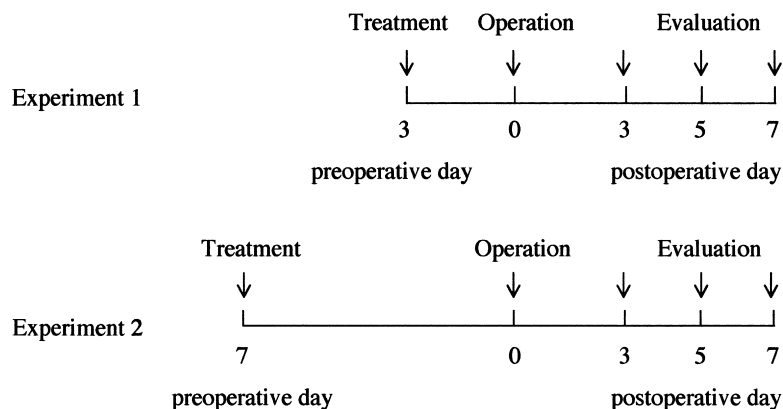 Treatment Operation Evaluation
Experiment 1
3 0 3 5 7
preoperative day postoperative day
Treatment Operation Evaluation
Experiment 2
7 0 3 5 7
preoperative day postoperative day